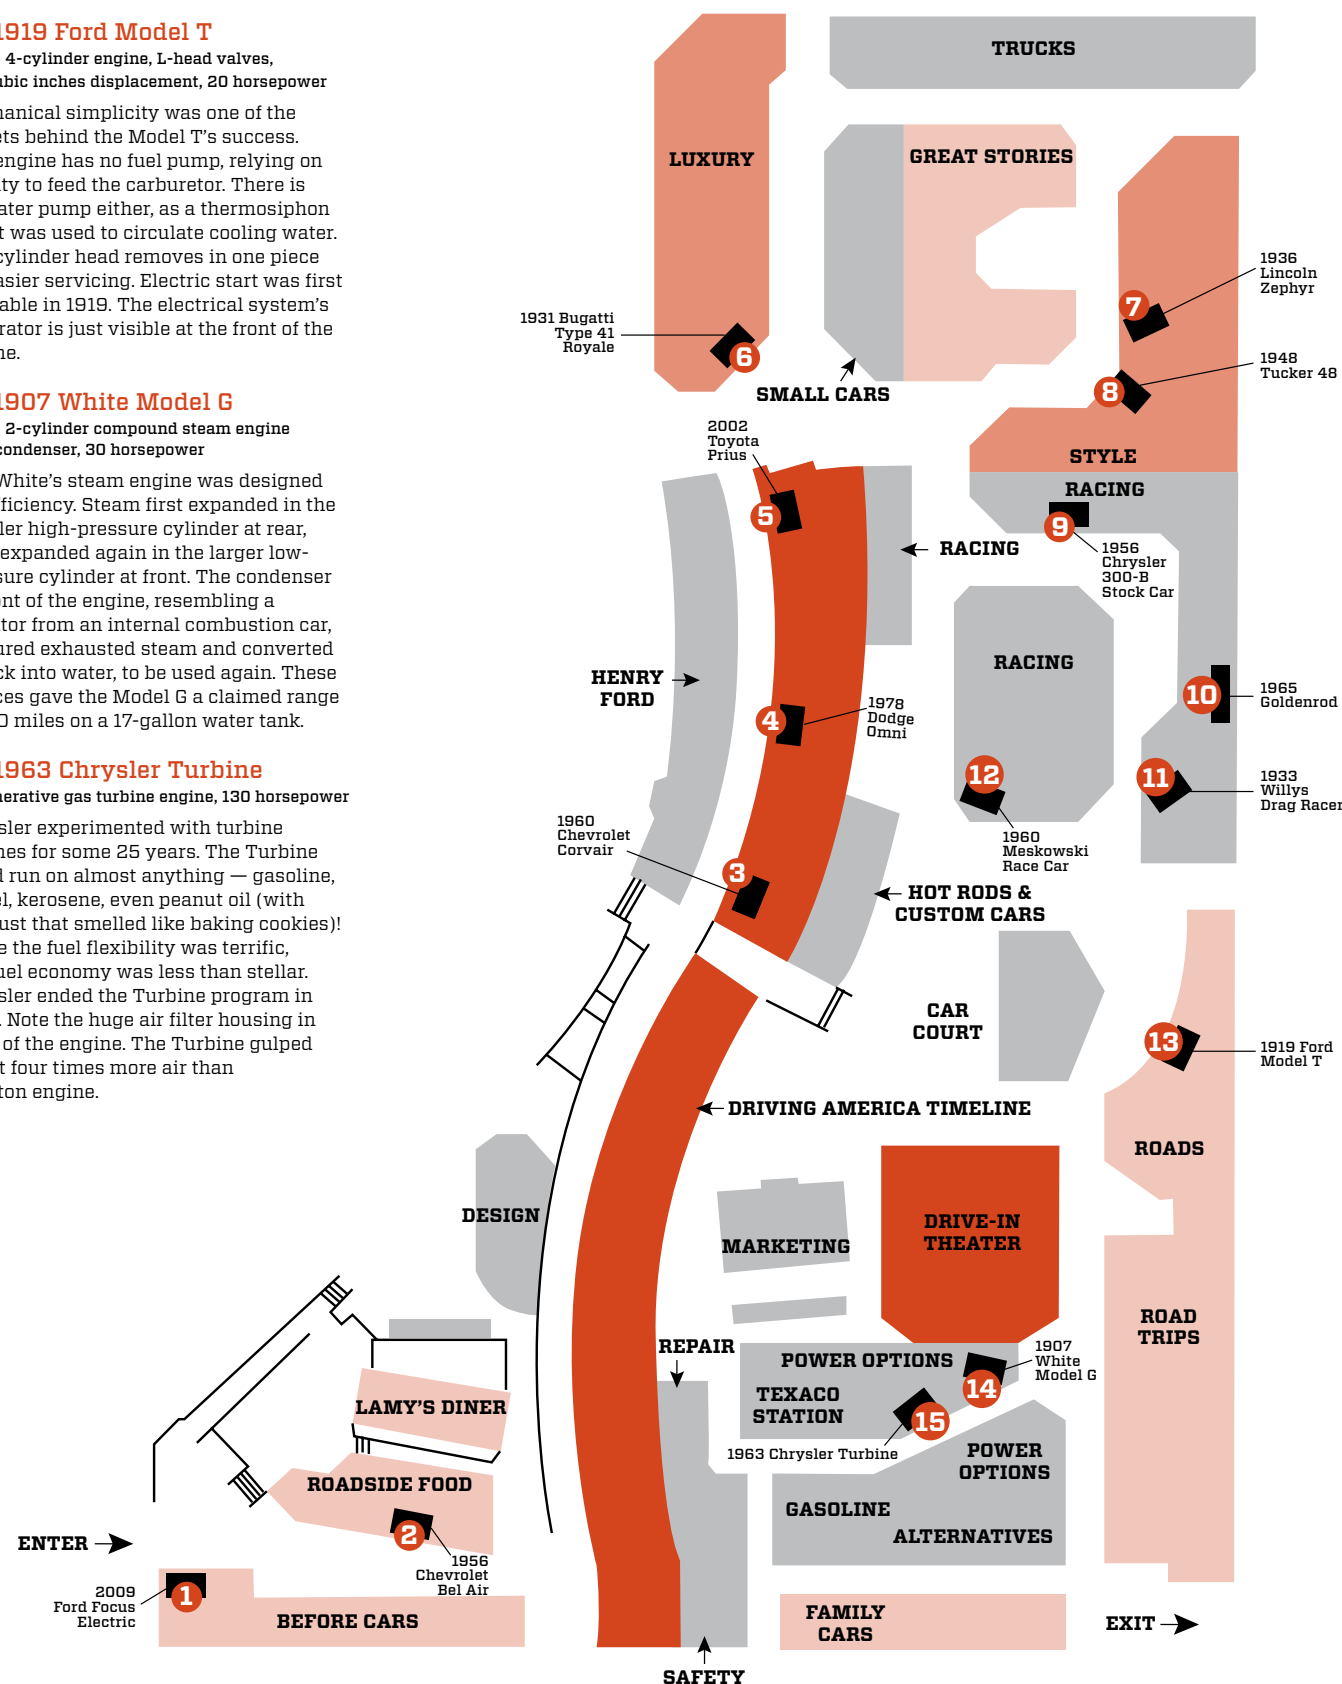 1919 Ford Model T
4-cylinder engine, L-head valves,
ubic inches displacement, 20 horsepower
hanical simplicity was one of the
ets behind the Model T’s success.
engine has no fuel pump, relying on
ity to feed the carburetor. There is
ater pump either, as a thermosiphon
t was used to circulate cooling water.
cylinder head removes in one piece
asier servicing. Electric start was first
able in 1919. The electrical system’s
rator is just visible at the front of the
ne.
1907 White Model G
2-cylinder compound steam engine
condenser, 30 horsepower
White’s steam engine was designed
fficiency. Steam first expanded in the
ler high-pressure cylinder at rear,
expanded again in the larger low-
sure cylinder at front. The condenser
ont of the engine, resembling a
ator from an internal combustion car,
ured exhausted steam and converted
ck into water, to be used again. These
ces gave the Model G a claimed range
0 miles on a 17-gallon water tank.
1963 Chrysler Turbine
nerative gas turbine engine, 130 horsepower
sler experimented with turbine
nes for some 25 years. The Turbine
d run on almost anything — gasoline,
el, kerosene, even peanut oil (with
ust that smelled like baking cookies)!
e the fuel flexibility was terrific,
uel economy was less than stellar.
sler ended the Turbine program in
. Note the huge air filter housing in
of the engine. The Turbine gulped
t four times more air than
ton engine.
TRUCKS
LUXURY
GREAT STORIES
1936
Lincoln
Zephyr
7
1931 Bugatti
Type 41
Royale
6
1948
Tucker 48
8
SMALL CARS
2002
Toyota
Prius
5
STYLE
RACING
9
1956
Chrysler
300-B
Stock Car
RACING
RACING
HENRY
FORD
4
1978
Dodge
Omni
10
1965
Goldenrod
12
11
1933
Willys
Drag Racer
1960
Meskowski
Race Car
1960
Chevrolet
Corvair
3
HOT RODS &
CUSTOM CARS
CAR
COURT
13
1919 Ford
Model T
DRIVING AMERICA TIMELINE
ROADS
DESIGN
MARKETING
DRIVE-IN
THEATER
ROAD
TRIPS
REPAIR
POWER OPTIONS
1907
White
Model G
14
TEXACO
STATION
15
1963 Chrysler Turbine
LAMY’S DINER
POWER
OPTIONS
ROADSIDE FOOD
GASOLINE
ALTERNATIVES
2
1956
Chevrolet
Bel Air
ENTER
2009
Ford Focus
Electric
1
BEFORE CARS
FAMILY
CARS
EXIT
SAFETY